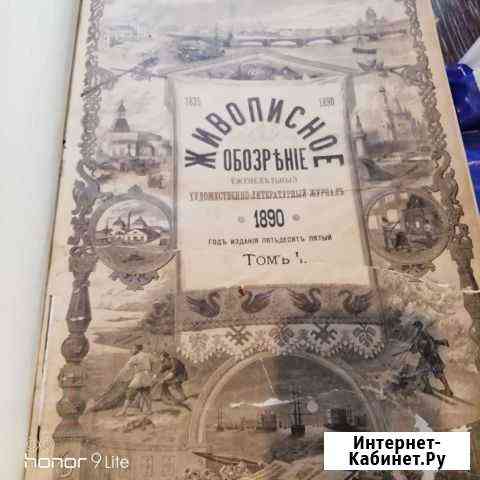 1835 1890
ЖИВОПИСНОЕ
ОБОЗРѢНІЕ
ЕЖЕНЕДѢЛЬНЫЙ
ХУДОЖЕСТВЕННО-ЛИТЕРАТУРНЫЙ ЖУРНАЛЪ
1890
ГОДЪ ИЗДАНІЯ ПЯТЬДЕСЯТЪ ПЯТЫЙ
ТОМЪ I.
honor 9 Lite
Интернет-
Кабинет.Ру